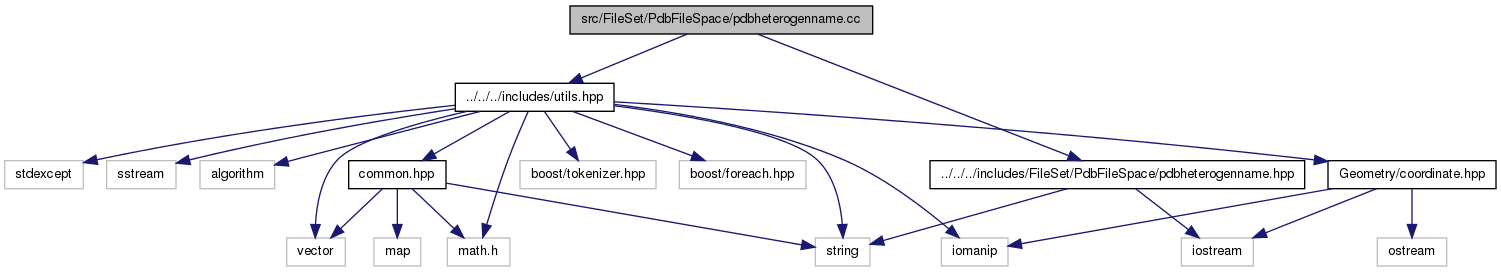 src/FileSet/PdbFileSpace/pdbheterogenname.cc
../../../includes/utils.hpp
stdexcept
sstream
algorithm
common.hpp
boost/tokenizer.hpp
boost/foreach.hpp
../../../includes/FileSet/PdbFileSpace/pdbheterogenname.hpp
Geometry/coordinate.hpp
vector
map
math.h
string
iomanip
iostream
ostream